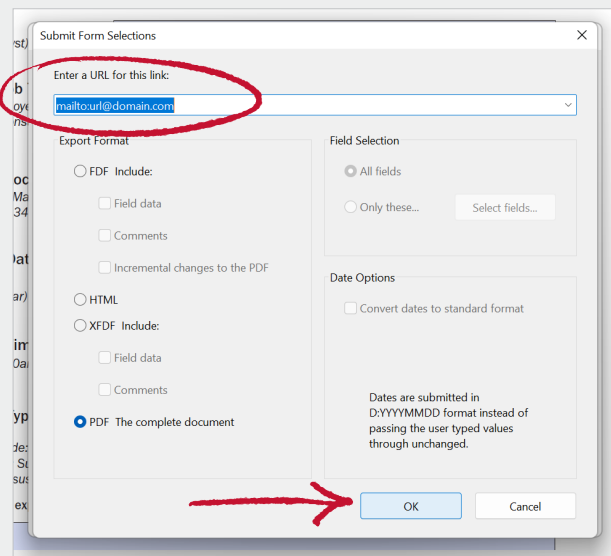 Submit Form Selections
Enter a URL for this link:
mailto:url@domain.com
Export Format
FDF Include:
Field data
Comments
Incremental changes to the PDF
HTML
XFDF Include:
Field data
Comments
PDF The complete document
Field Selection
All fields
Only these...
Select fields...
Date Options
Convert dates to standard format
Dates are submitted in
D:YYYYMMDD format instead of
passing the user typed values
through unchanged.
OK
Cancel